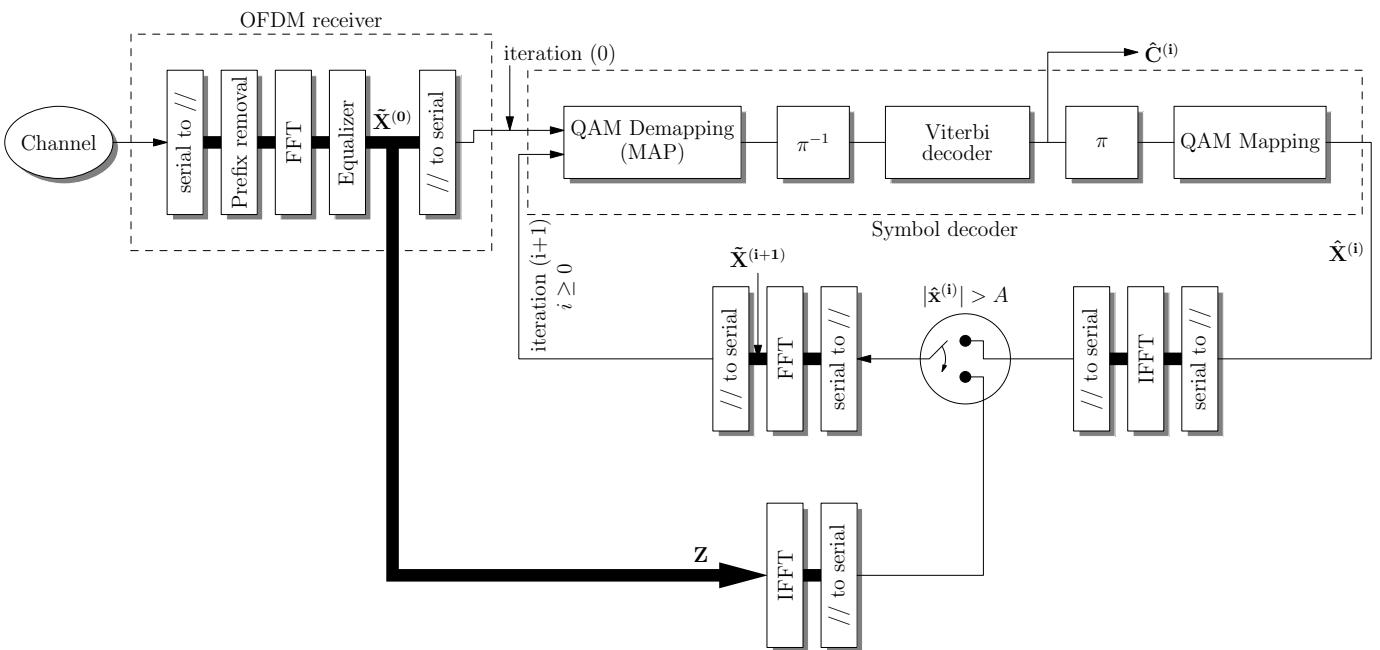 OFDM receiver
Channel
serial to //
Prefix removal
FFT
Equalizer
X̃⁽⁰⁾
// to serial
iteration (0)
QAM Demapping
(MAP)
π⁻¹
Viterbi
decoder
Ĉ⁽ⁱ⁾
π
QAM Mapping
Symbol decoder
X̂⁽ⁱ⁾
iteration (i+1)
i ≥ 0
// to serial
X̃⁽ⁱ⁺¹⁾
FFT
serial to //
|x̂⁽ⁱ⁾| > A
// to serial
IFFT
serial to //
Z
IFFT
// to serial